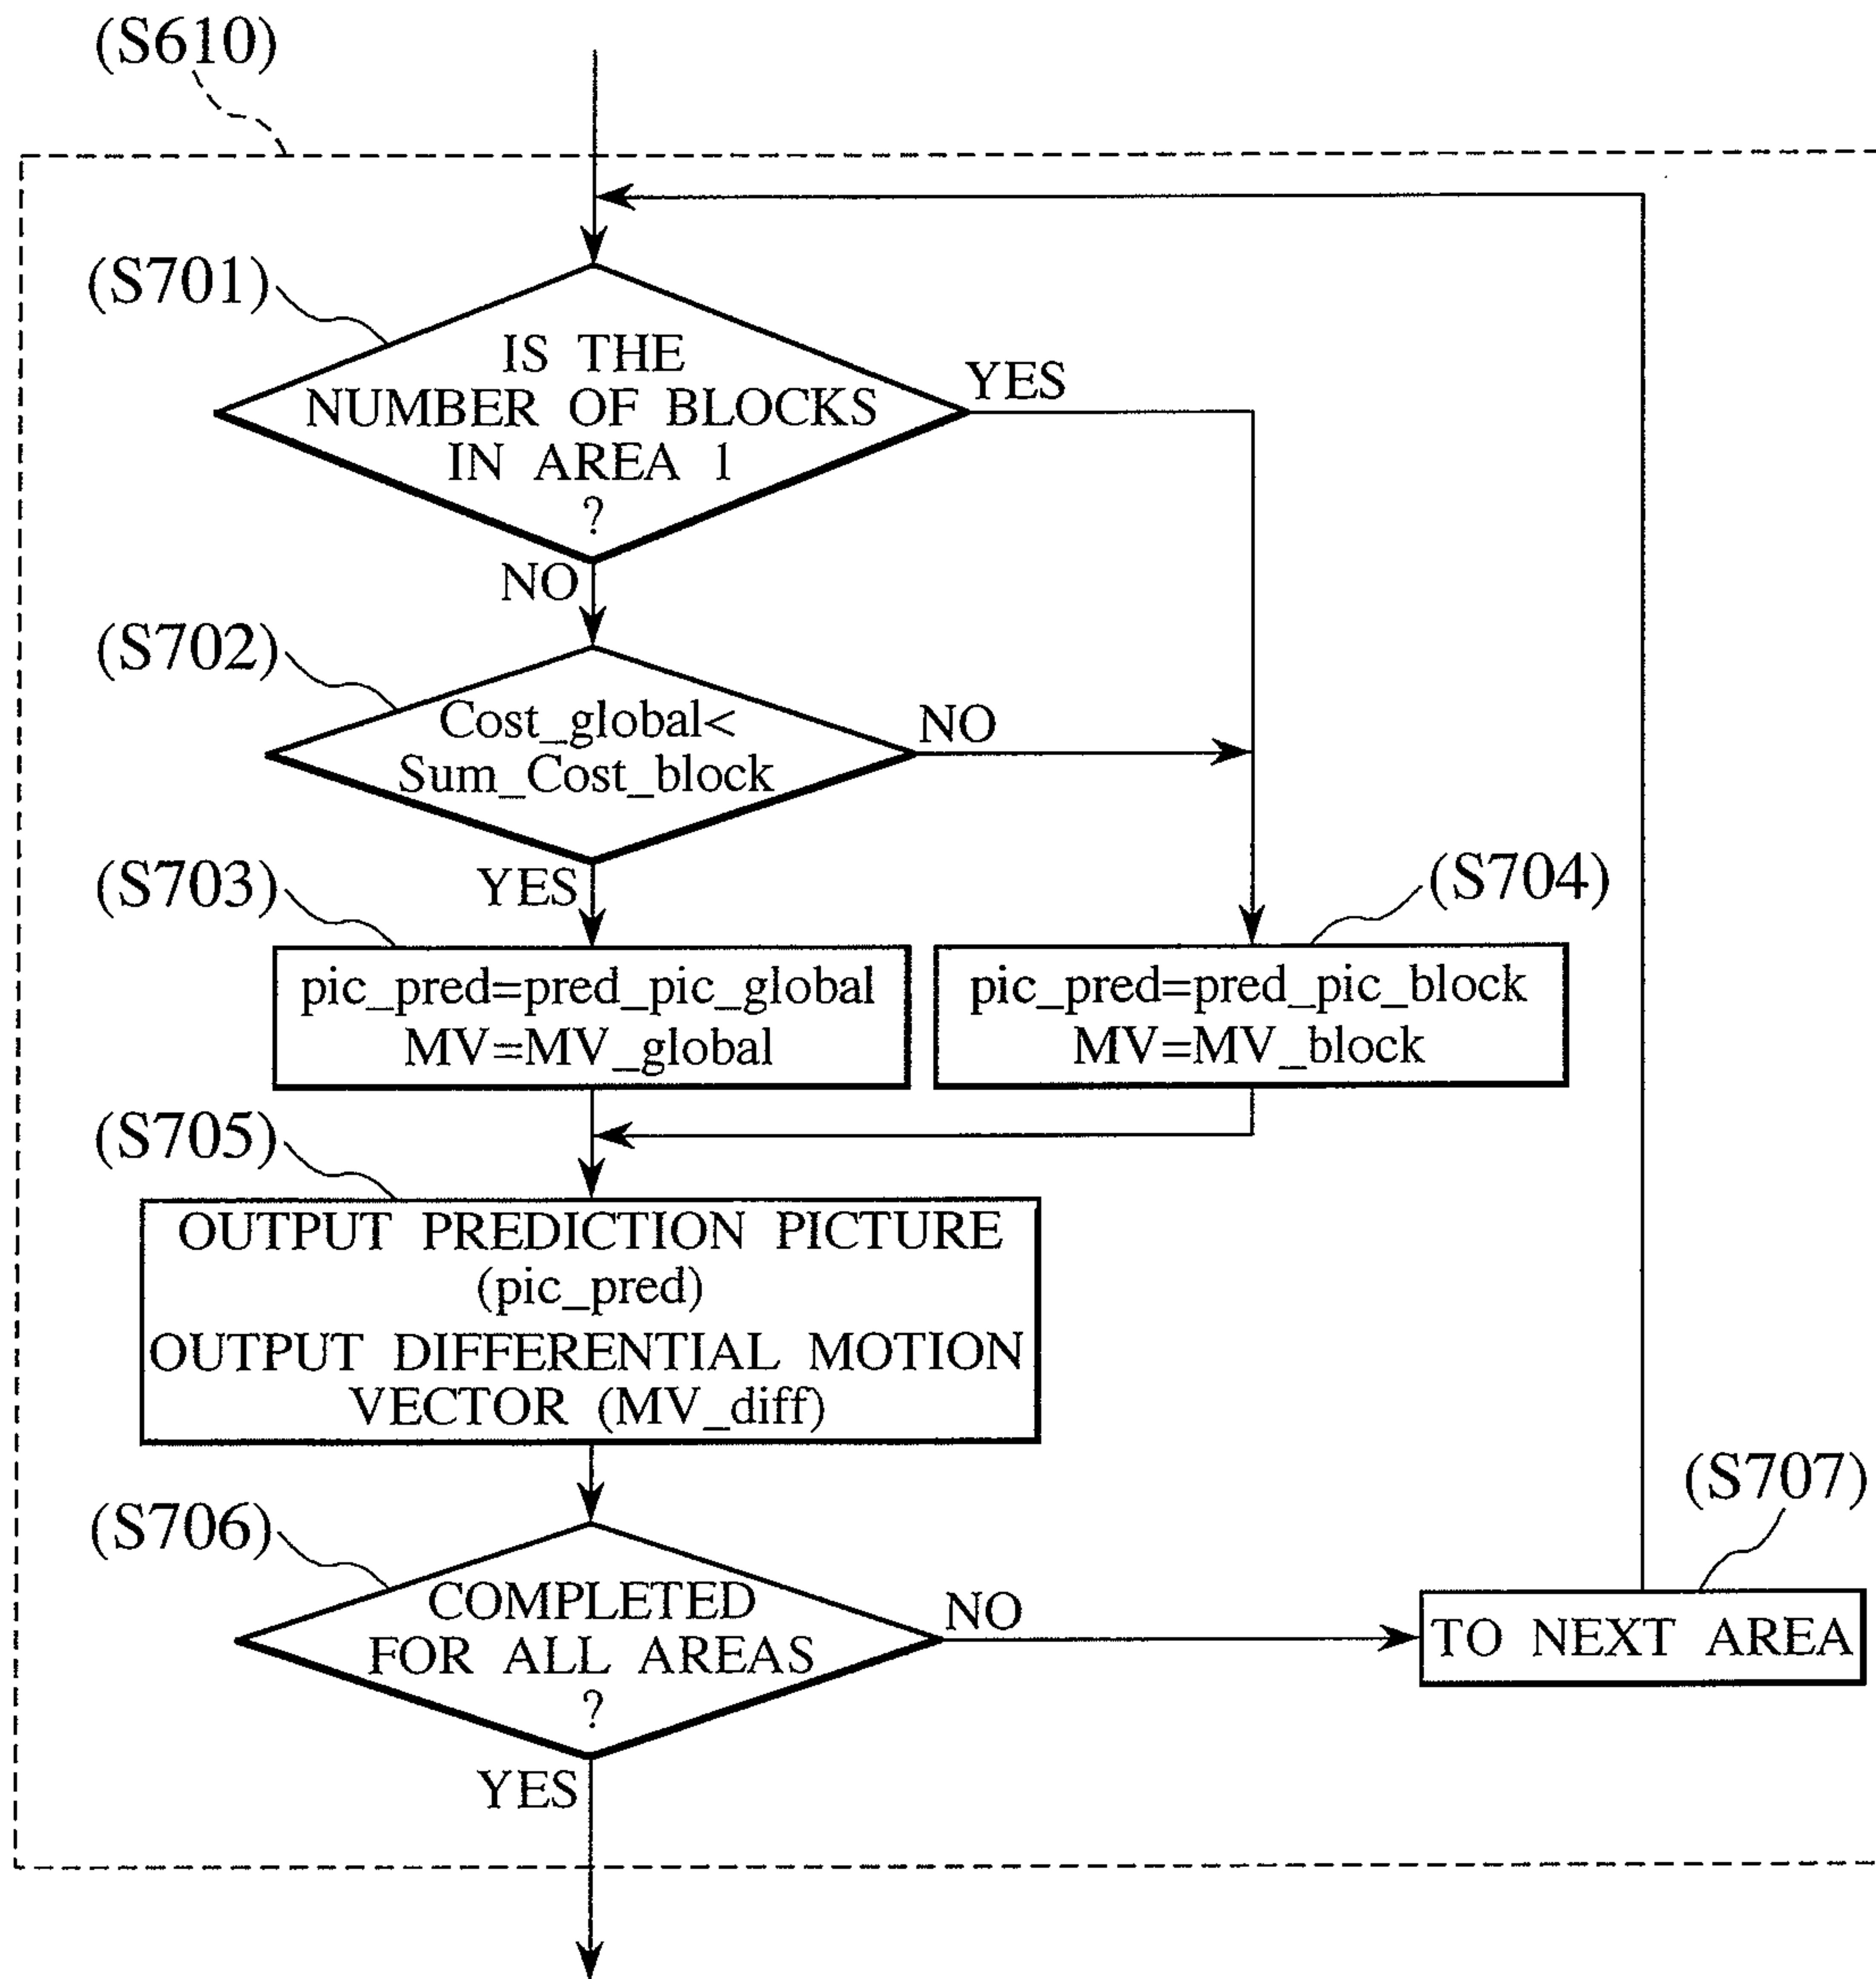 (S610)
(S701)
IS THE
NUMBER OF BLOCKS
IN AREA 1
?
YES
NO
(S702)
Cost_global<
Sum_Cost_block
NO
YES
(S703)
pic_pred=pred_pic_global
MV=MV_global
(S704)
pic_pred=pred_pic_block
MV=MV_block
(S705)
OUTPUT PREDICTION PICTURE
(pic_pred)
OUTPUT DIFFERENTIAL MOTION
VECTOR (MV_diff)
(S706)
COMPLETED
FOR ALL AREAS
?
NO
YES
(S707)
TO NEXT AREA